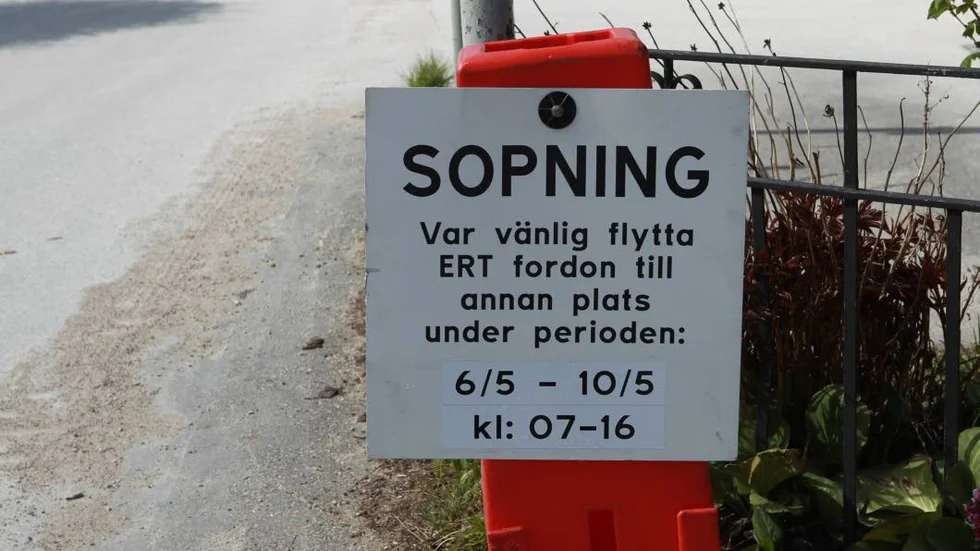 SOPNING
Var vänlig flytta
ERT fordon till
annan plats
under perioden:
6/5 – 10/5
kl: 07–16